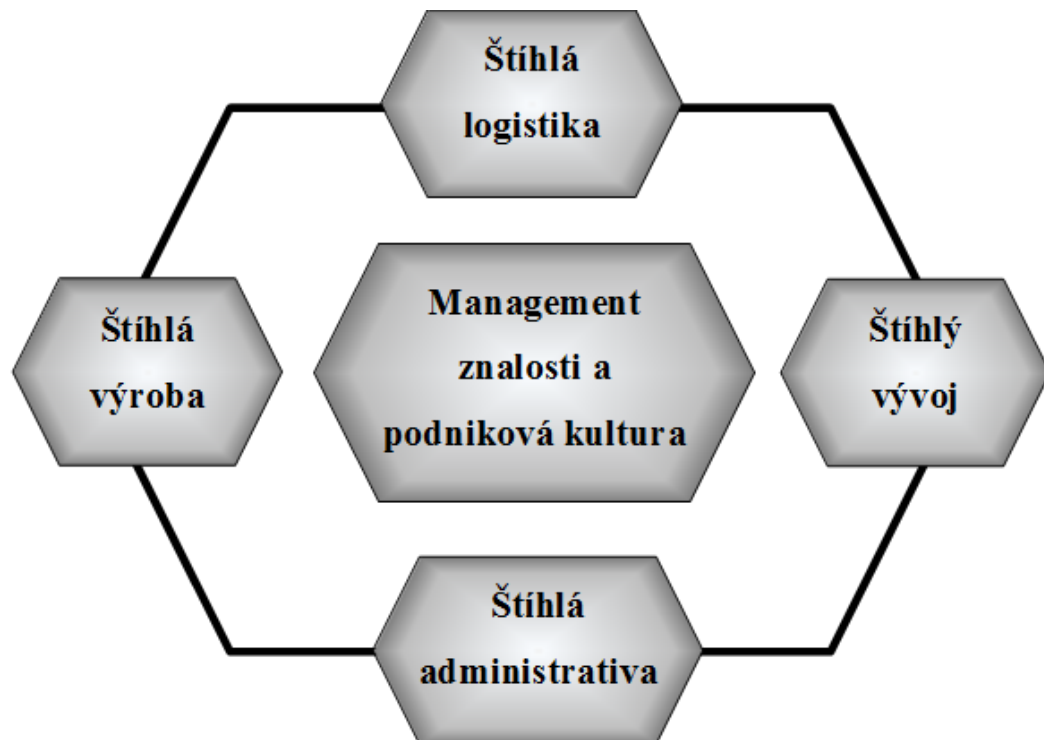 Štíhlá
logistika
Štíhlá
výroba
Management
znalosti a
podniková kultura
Štíhlý
vývoj
Štíhlá
administrativa